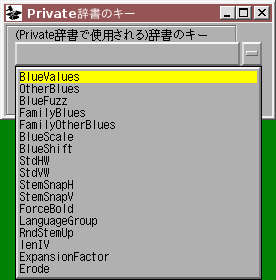 Private辞書のキー
(Private辞書で使用される)辞書のキー
BlueValues
OtherBlues
BlueFuzz
FamilyBlues
FamilyOtherBlues
BlueScale
BlueShift
StdHW
StdVW
StemSnapH
StemSnapV
ForceBold
LanguageGroup
RndStemUp
lenIV
ExpansionFactor
Erode